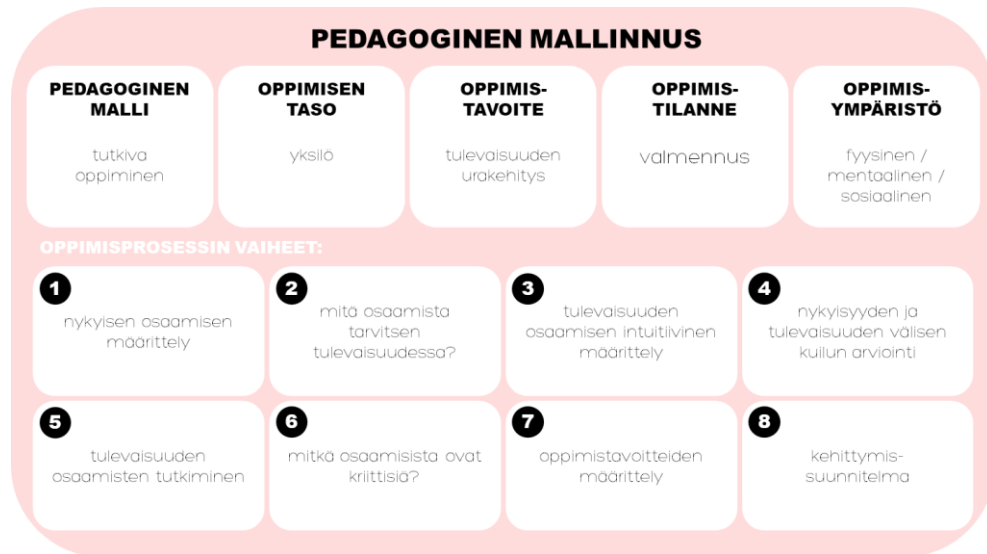 PEDAGOGINEN MALLINNUS
PEDAGOGINEN
MALLI
tutkiva
oppiminen
OPPIMISEN
TASO
yksilö
OPPIMIS-
TAVOITE
tulevaisuuden
urakehitys
OPPIMIS-
TILANNE
valmennus
OPPIMIS-
YMPÄRISTÖ
fyysinen /
mentaalinen /
sosiaalinen
OPPIMISPROSESSIN VAIHEET:
1
nykyisen osaamisen
määrittely
2
mitä osaamista
tarvitsen
tulevaisuudessa?
3
tulevaisuuden
osaamisen intuitiivinen
määrittely
4
nykyisyyden ja
tulevaisuuden välisen
kuilun arviointi
5
tulevaisuuden
osaamisten tutkiminen
6
mitkä osaamisista ovat
kriittisiä?
7
oppimistavoitteiden
määrittely
8
kehittymis-
suunnitelma